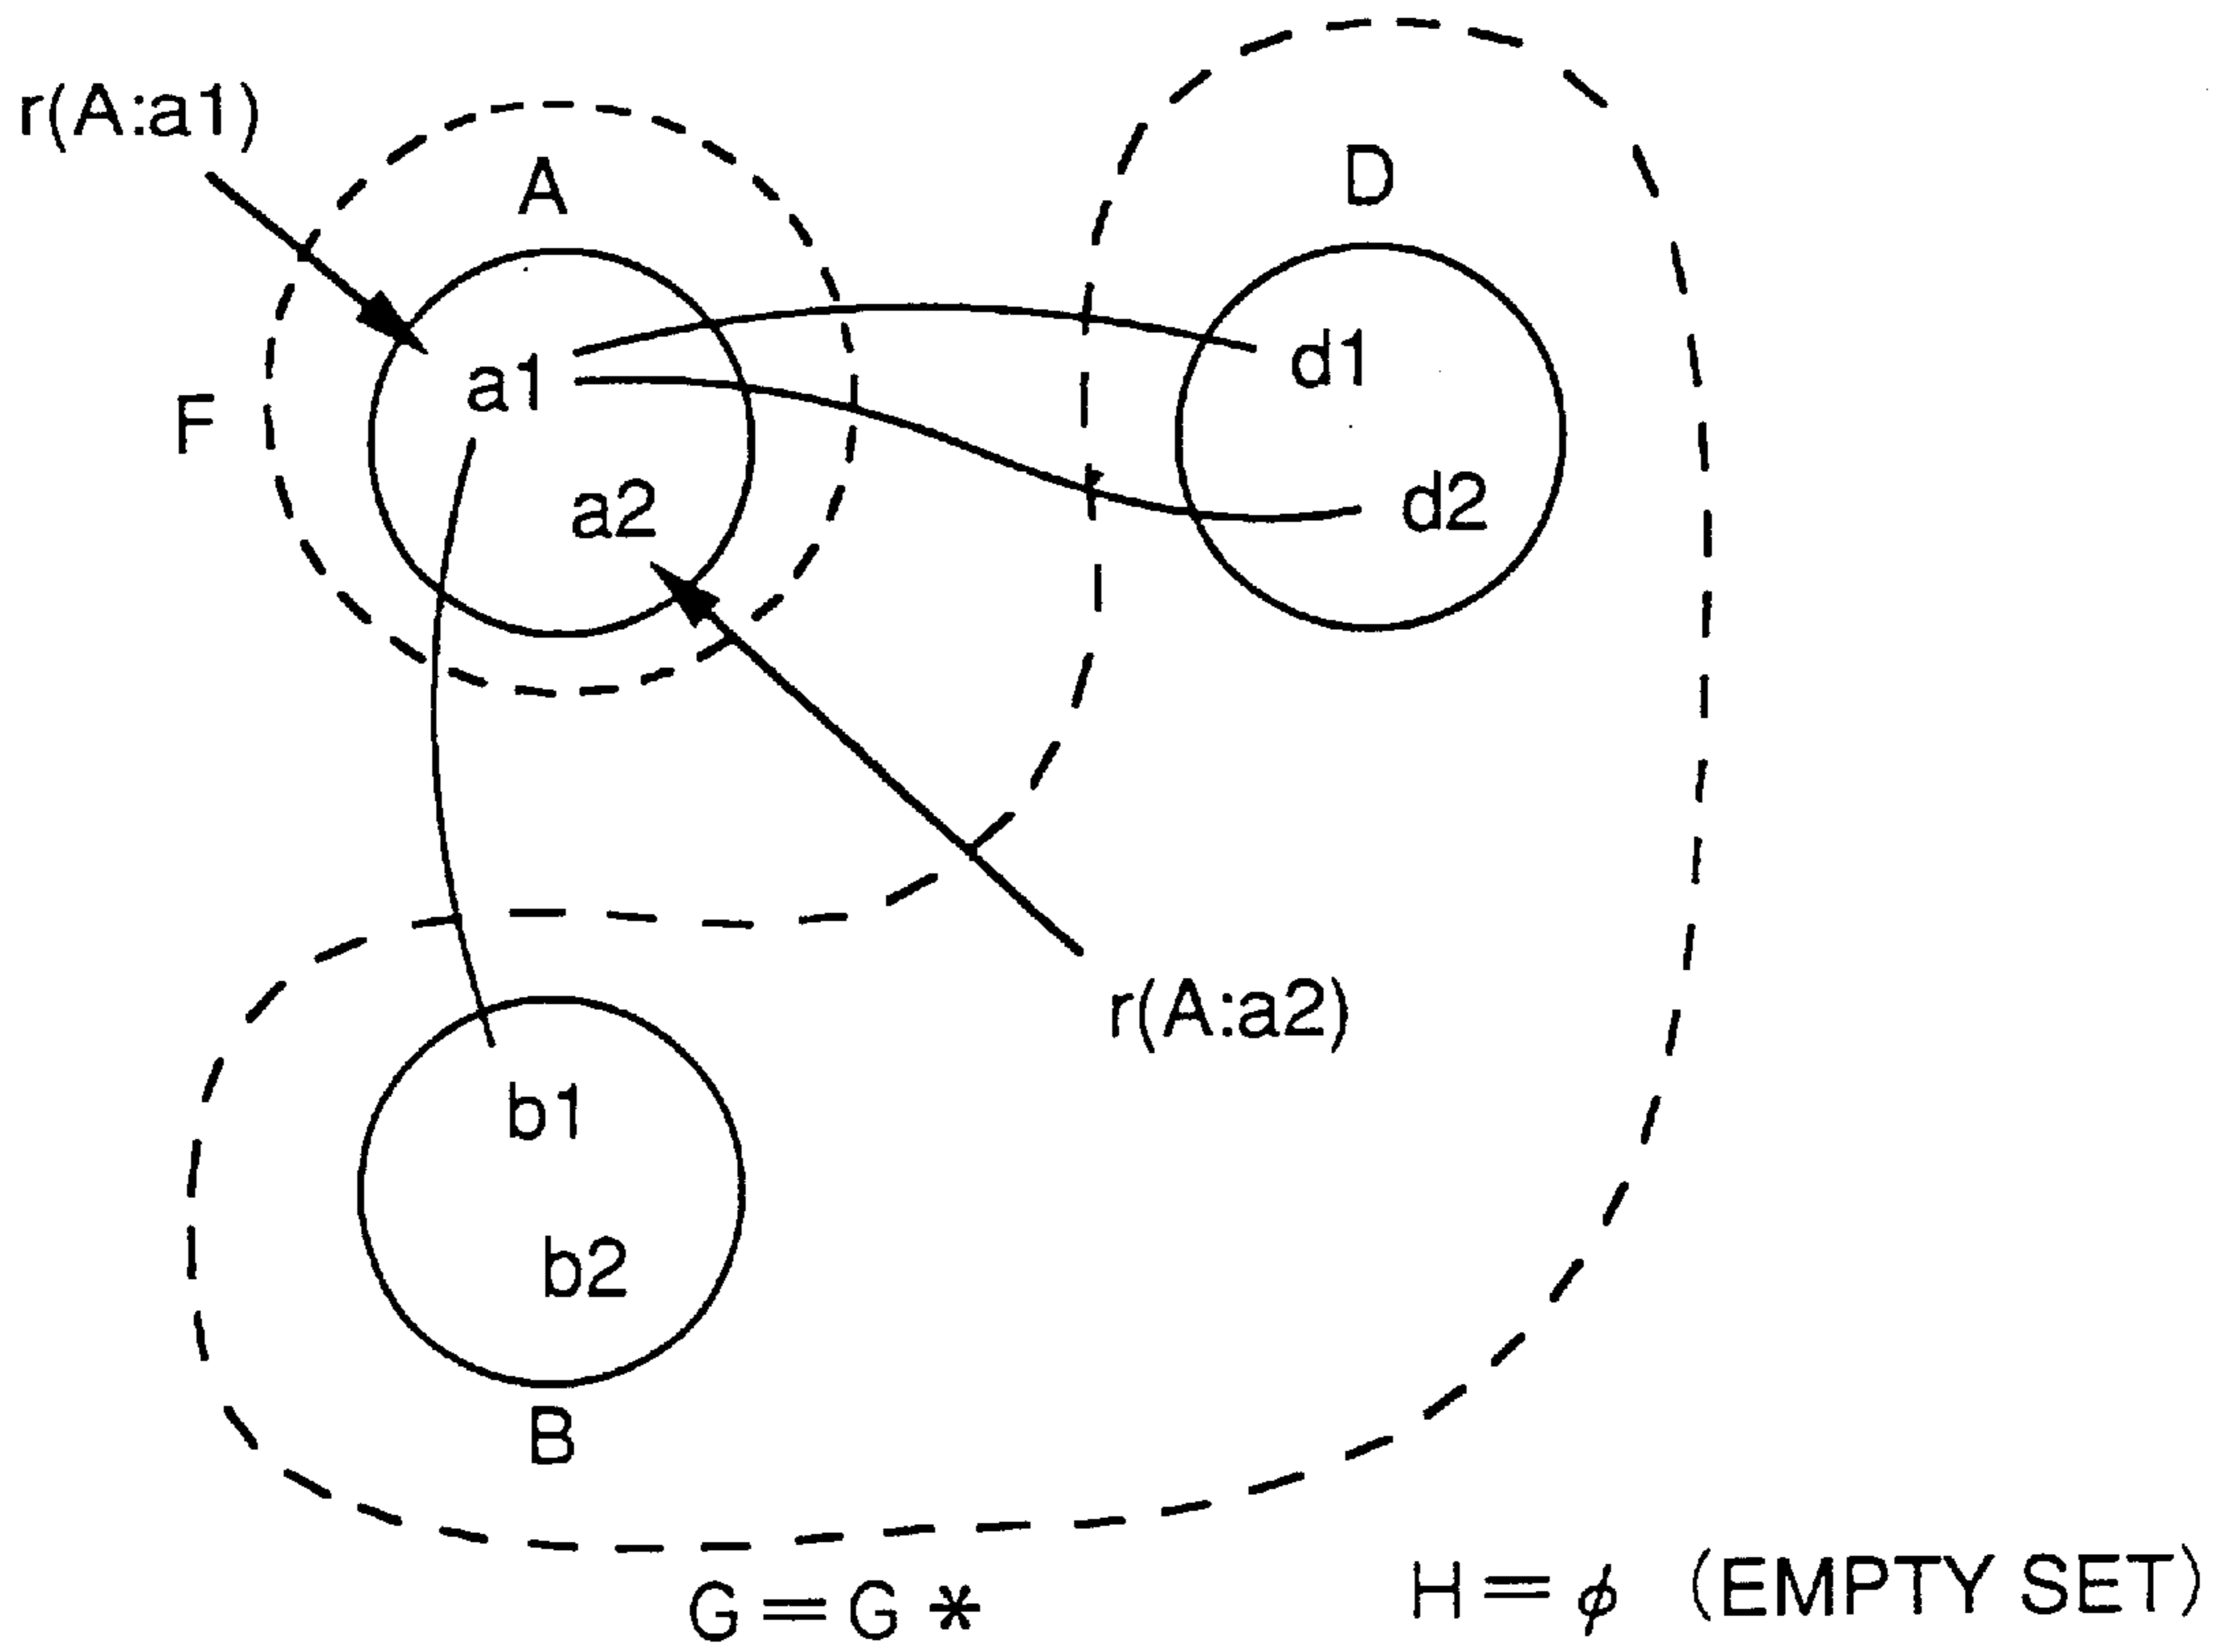 r(A:a1)
A
D
F
a1
d1
a2
d2
r(A:a2)
b1
b2
B
G=G*
H=ϕ (EMPTY SET)